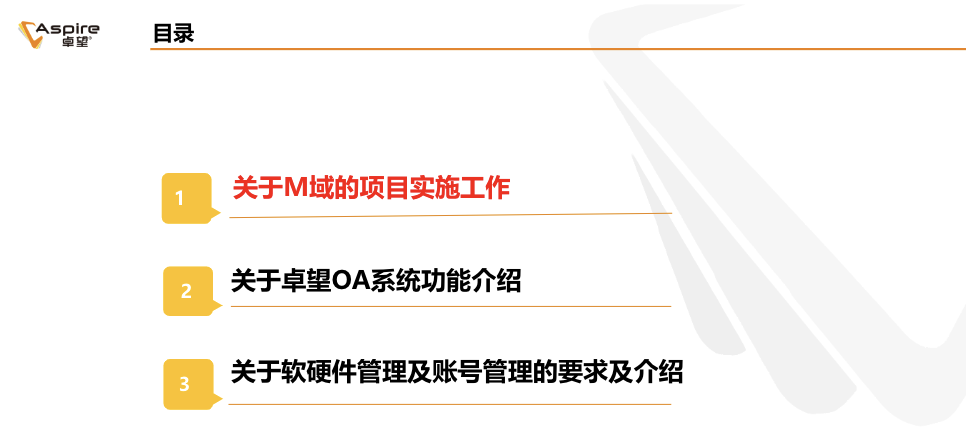 Aspire
卓望®
目录
1
关于M域的项目实施工作
2
关于卓望OA系统功能介绍
3
关于软硬件管理及账号管理的要求及介绍